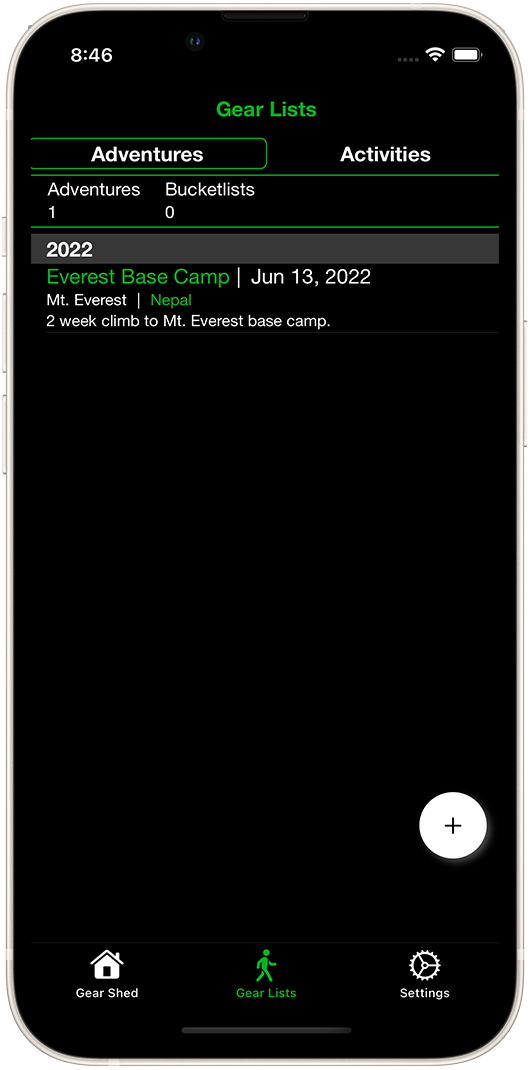 8:46
Gear Lists
Adventures Activities
Adventures Bucketlists
1 0
2022
Everest Base Camp | Jun 13, 2022
Mt. Everest | Nepal
2 week climb to Mt. Everest base camp.
+
Gear Shed Gear Lists Settings